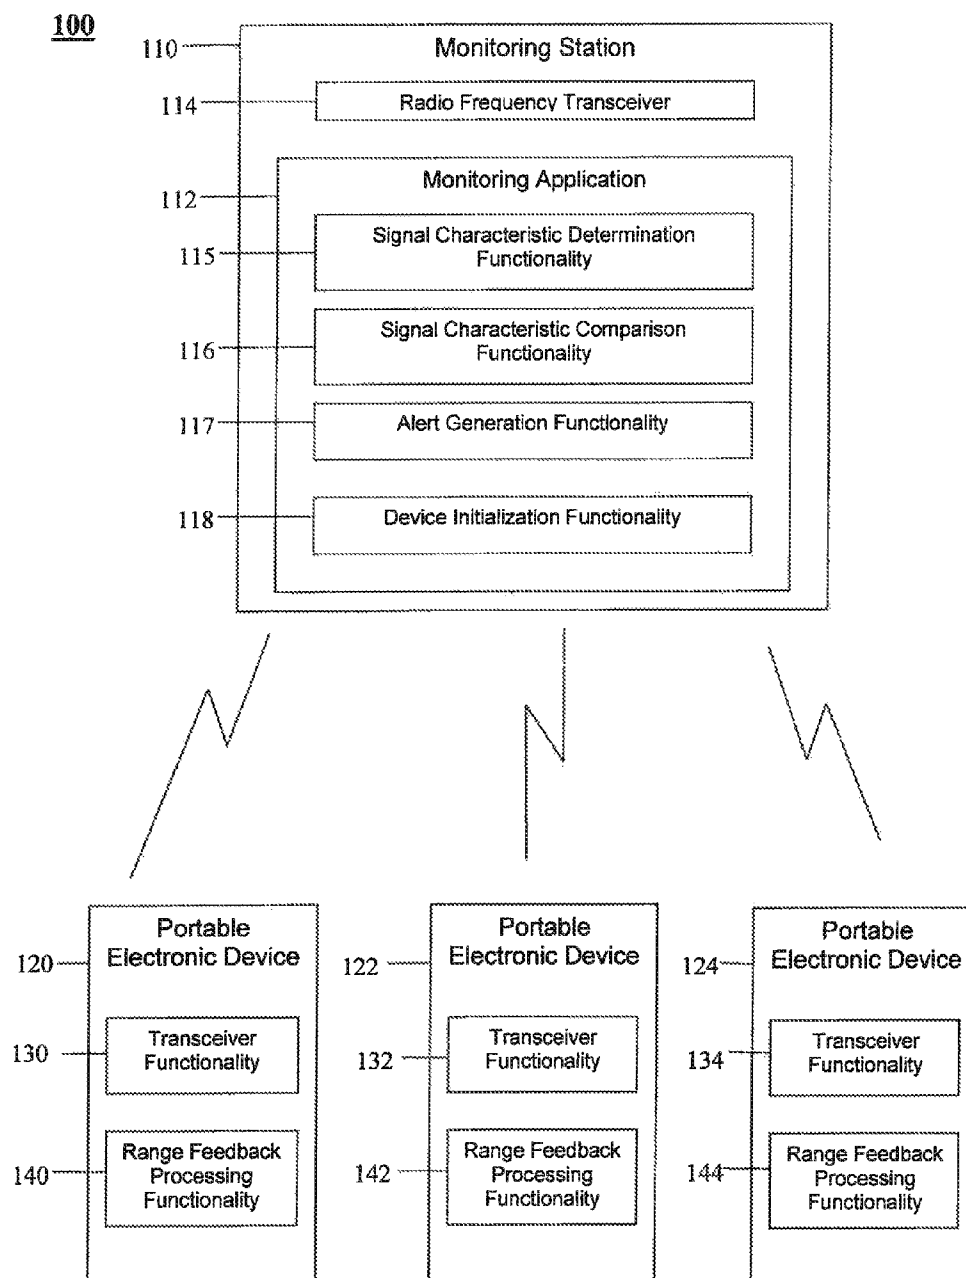 100
110
Monitoring Station
114
Radio Frequency Transceiver
112
Monitoring Application
115
Signal Characteristic Determination
Functionality
116
Signal Characteristic Comparison
Functionality
117
Alert Generation Functionality
118
Device Initialization Functionality
120
Portable
Electronic Device
130
Transceiver
Functionality
140
Range Feedback
Processing
Functionality
122
Portable
Electronic Device
132
Transceiver
Functionality
142
Range Feedback
Processing
Functionality
124
Portable
Electronic Device
134
Transceiver
Functionality
144
Range Feedback
Processing
Functionality